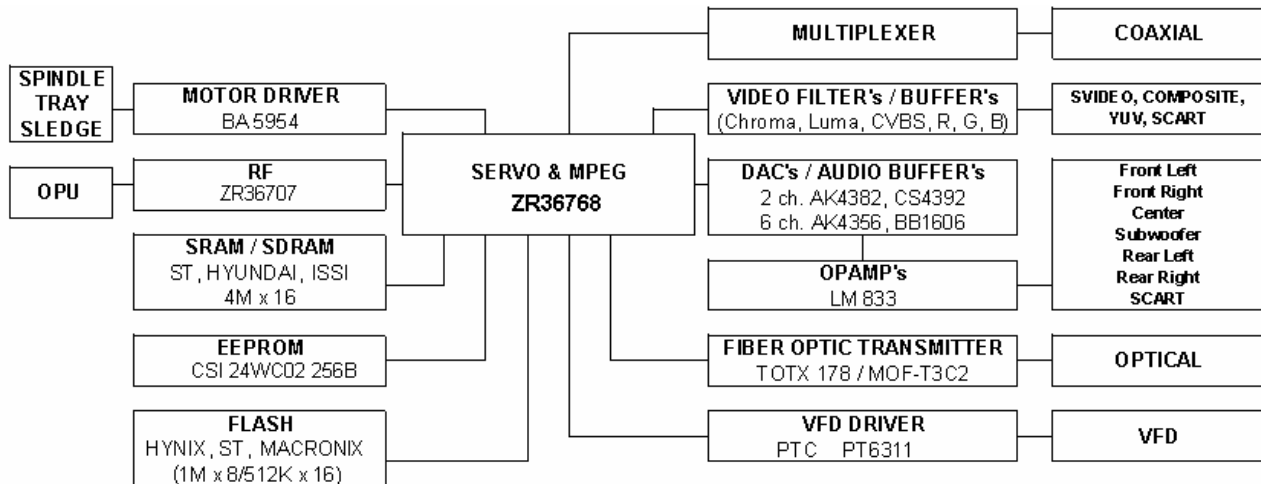 SPINDLE
TRAY
SLEDGE
OPU
MOTOR DRIVER
BA 5954
RF
ZR36707
SRAM / SDRAM
ST, HYUNDAI, ISSI
4M x 16
EEPROM
CSI 24WC02 256B
FLASH
HYNIX, ST, MACRONIX
(1M x 8/512K x 16)
SERVO & MPEG
ZR36768
MULTIPLEXER
VIDEO FILTER's / BUFFER's
(Chroma, Luma, CVBS, R, G, B)
DAC's / AUDIO BUFFER's
2 ch. AK4382, CS4392
6 ch. AK4356, BB1606
OPAMP's
LM 833
FIBER OPTIC TRANSMITTER
TOTX 178 / MOF-T3C2
VFD DRIVER
PTC PT6311
COAXIAL
SVIDEO, COMPOSITE,
YUV, SCART
Front Left
Front Right
Center
Subwoofer
Rear Left
Rear Right
SCART
OPTICAL
VFD